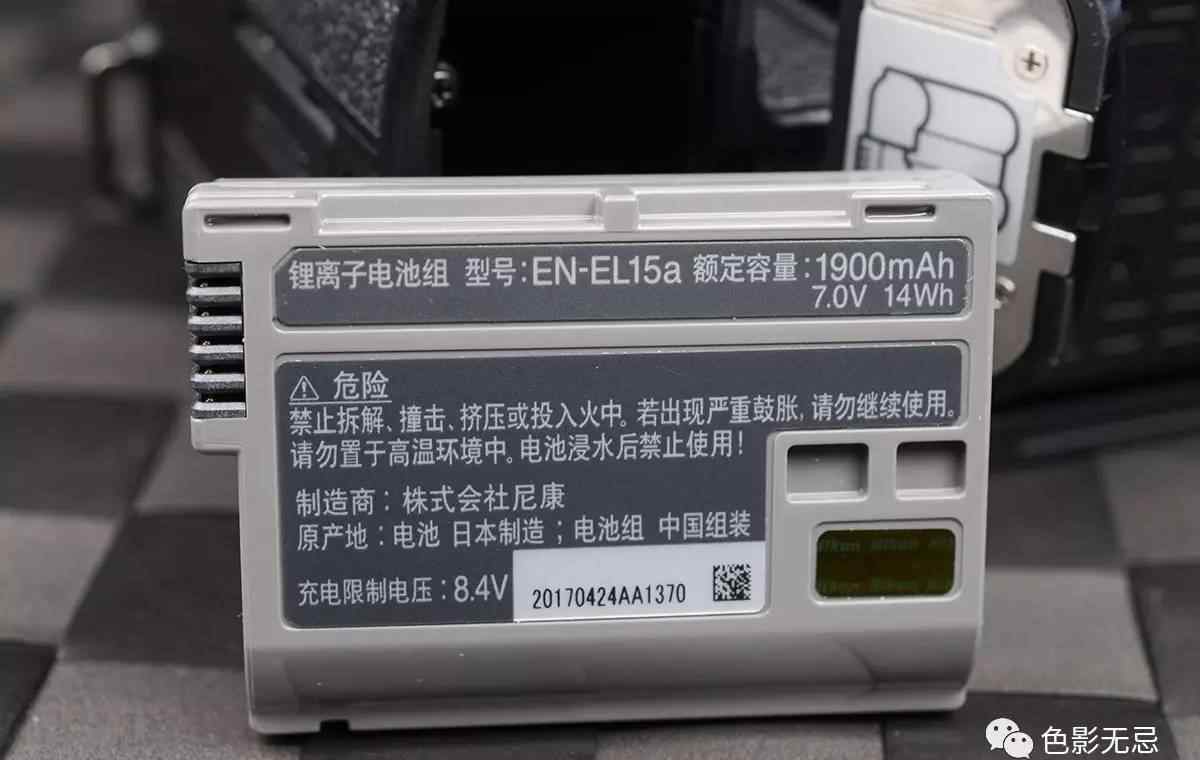 锂离子电池组 型号：EN-EL15a 额定容量：1900mAh
7.0V 14Wh
⚠ 危险
禁止拆解、撞击、挤压或投入火中。若出现严重鼓胀，请勿继续使用。
请勿置于高温环境中。电池浸水后禁止使用！
制造商：株式会社尼康
原产地：电池 日本制造；电池组 中国组装
充电限制电压：8.4V
20170424AA1370
Nikon Nikon
色影无忌